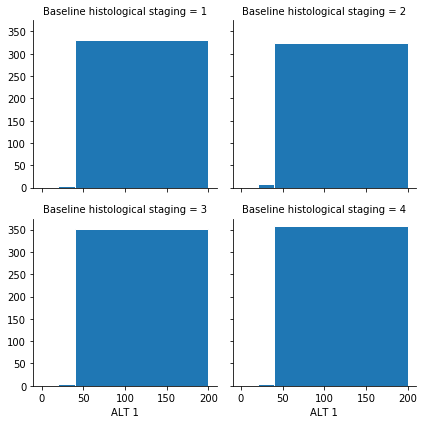 Baseline histological staging = 1
Baseline histological staging = 2
350
300
250
200
150
100
50
0
Baseline histological staging = 3
Baseline histological staging = 4
350
300
250
200
150
100
50
0
0 50 100 150 200
0 50 100 150 200
ALT 1
ALT 1